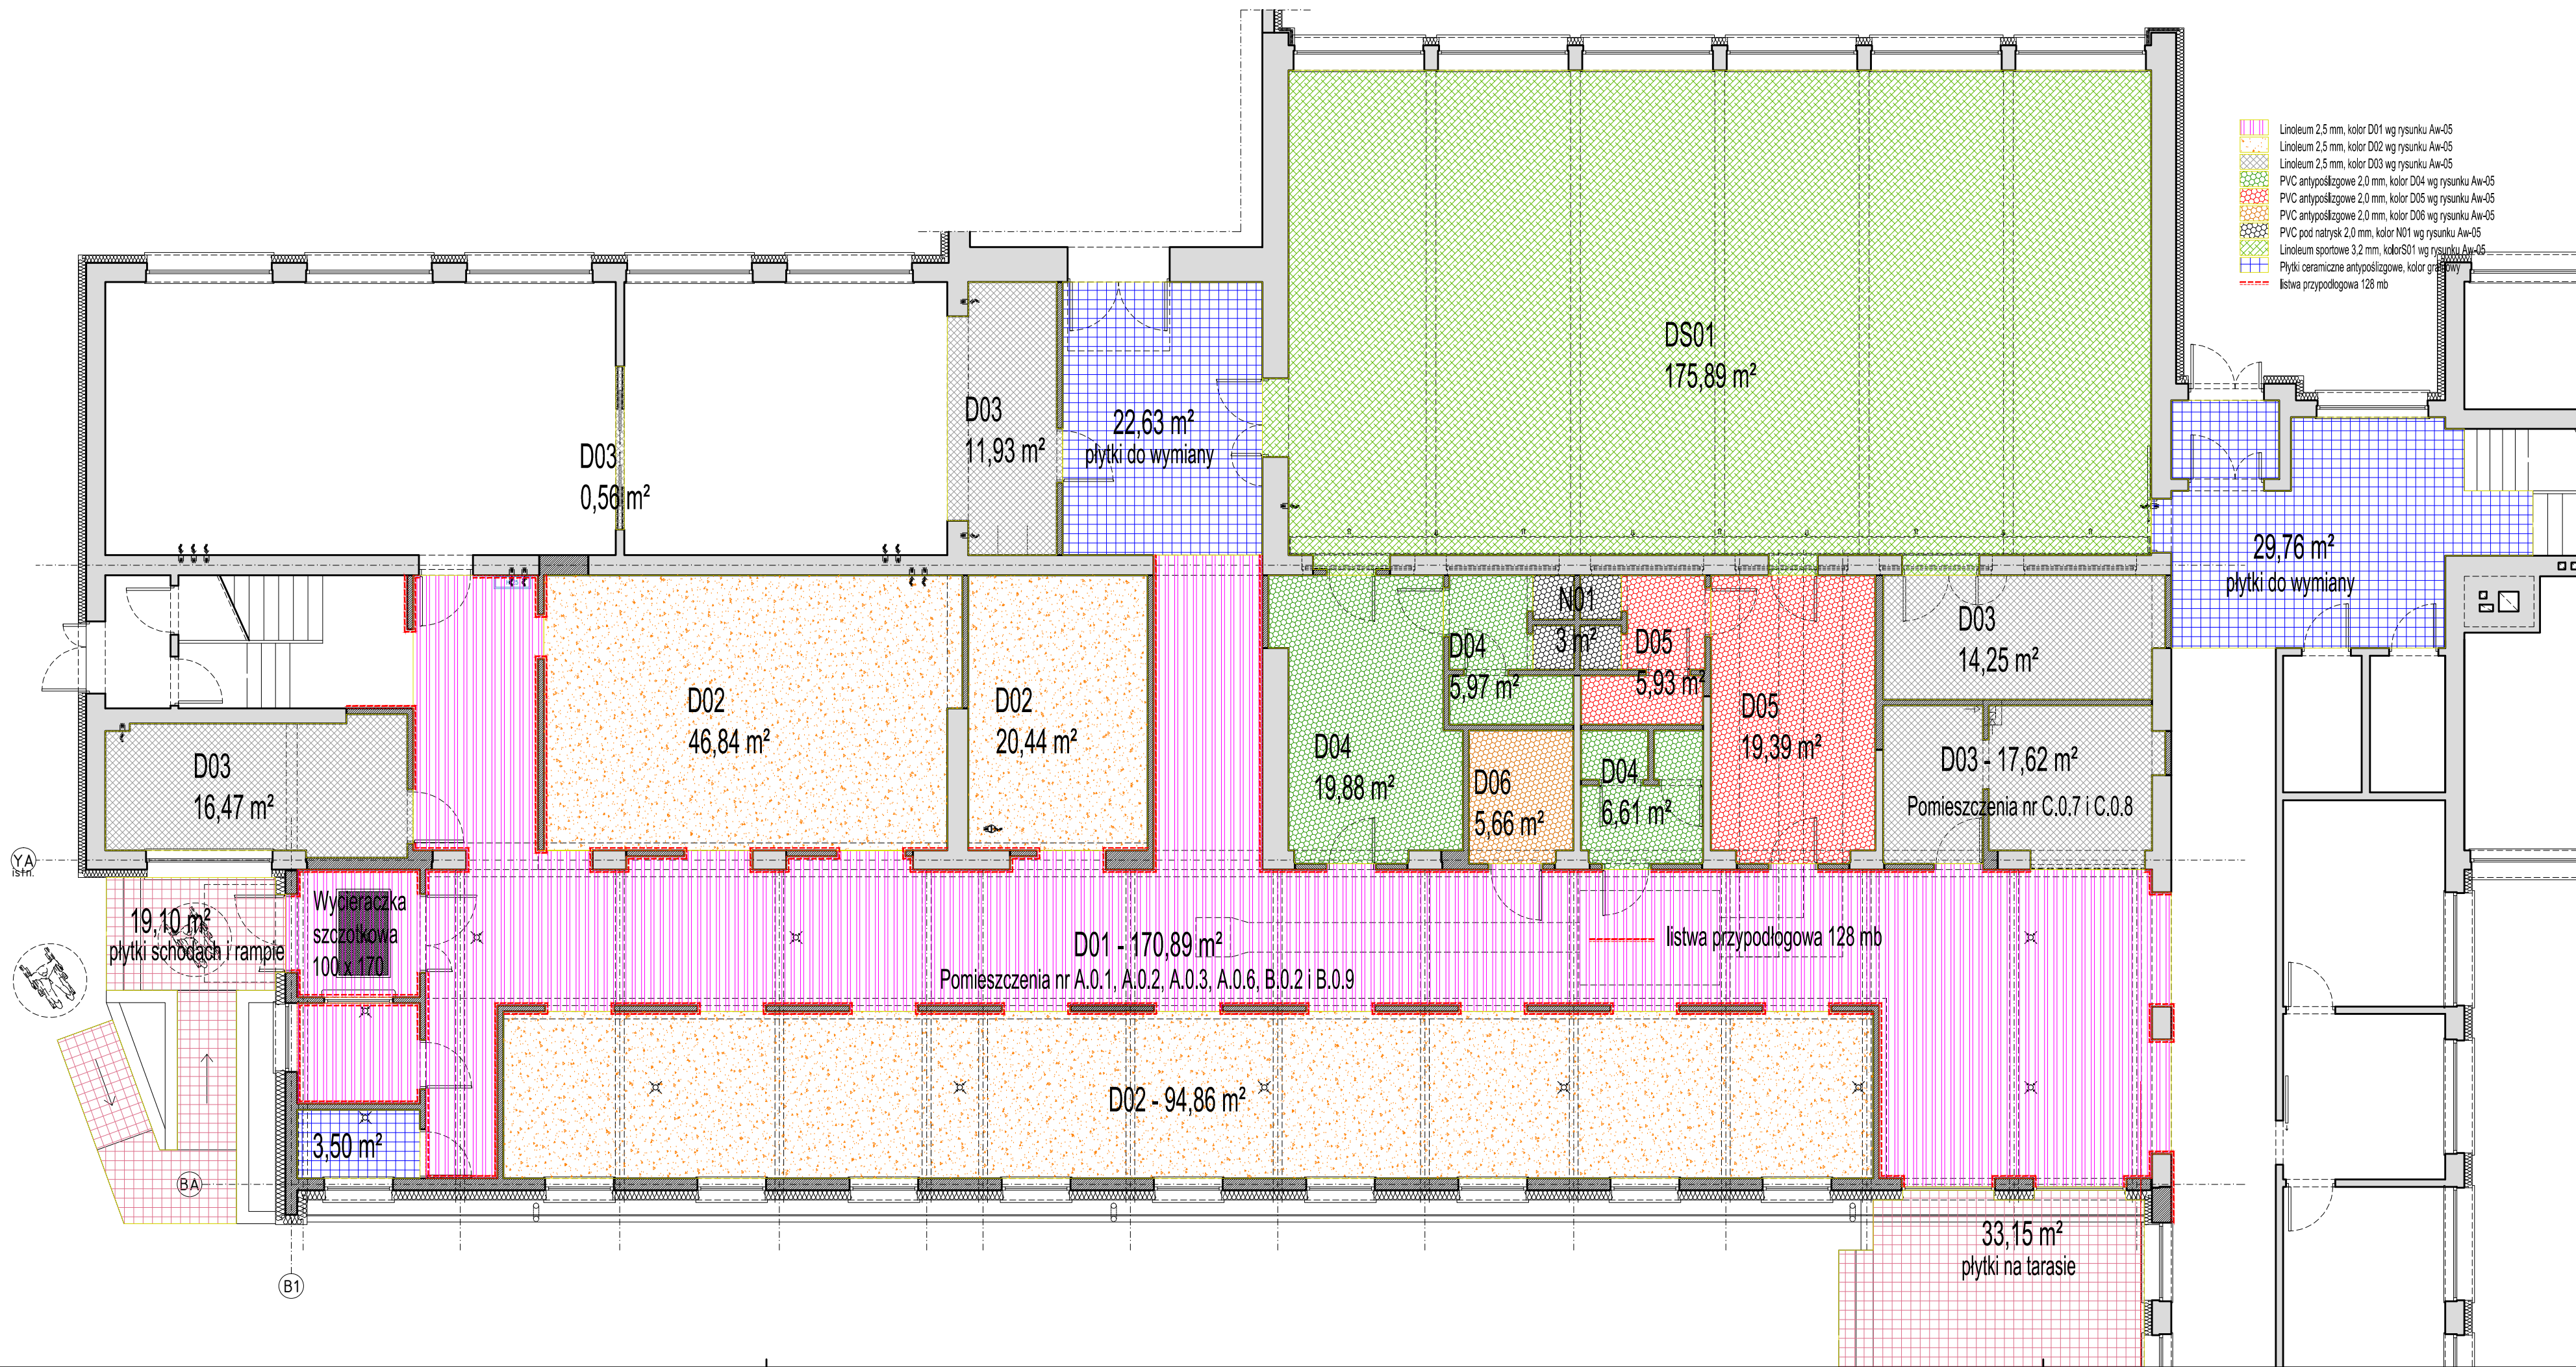 Linoleum 2,5 mm, kolor D01 wg rysunku Aw-05
Linoleum 2,5 mm, kolor D02 wg rysunku Aw-05
Linoleum 2,5 mm, kolor D03 wg rysunku Aw-05
PVC antypoślizgowe 2,0 mm, kolor D04 wg rysunku Aw-05
PVC antypoślizgowe 2,0 mm, kolor D05 wg rysunku Aw-05
PVC antypoślizgowe 2,0 mm, kolor D06 wg rysunku Aw-05
PVC pod natrysk 2,0 mm, kolor N01 wg rysunku Aw-05
Linoleum sportowe 3,2 mm, kolorS01 wg rysunku Aw-05
Płytki ceramiczne antypoślizgowe, kolor grafitowy
listwa przypodłogowa 128 mb
DS01
175,89 m²
D03
11,93 m²
22,63 m²
płytki do wymiany
D03
0,56 m²
29,76 m²
płytki do wymiany
N01
3 m²
D04
5,97 m²
D05
5,93 m²
D03
14,25 m²
D02
46,84 m²
D02
20,44 m²
D04
19,88 m²
D05
19,39 m²
D03
16,47 m²
D06
5,66 m²
D04
6,61 m²
D03 - 17,62 m²
Pomieszczenia nr C.0.7 i C.0.8
YA
istn.
Wycieraczka
szczotkowa
100 x 170
19,10 m²
płytki schodach i rampie
D01 - 170,89 m²
Pomieszczenia nr A.0.1, A.0.2, A.0.3, A.0.6, B.0.2 i B.0.9
listwa przypodłogowa 128 mb
D02 - 94,86 m²
3,50 m²
BA
B1
33,15 m²
płytki na tarasie